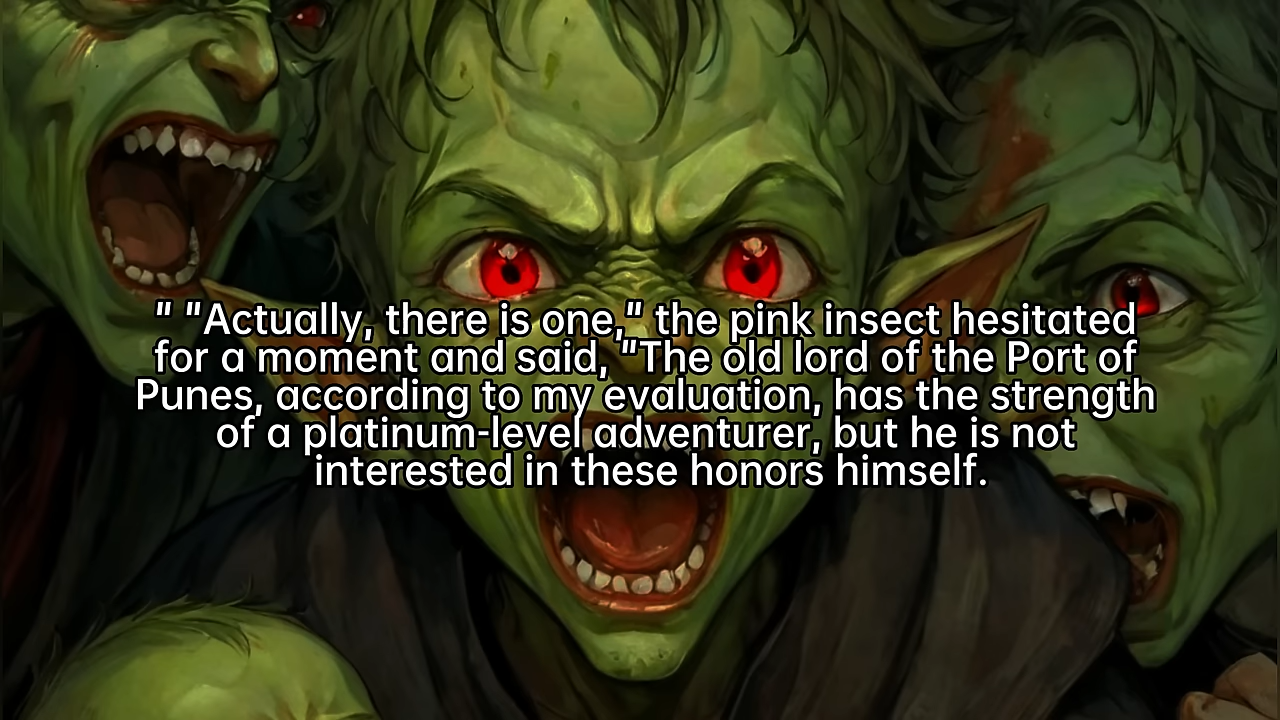 " "Actually, there is one," the pink insect hesitated
for a moment and said, "The old lord of the Port of
Punes, according to my evaluation, has the strength
of a platinum-level adventurer, but he is not
interested in these honors himself.